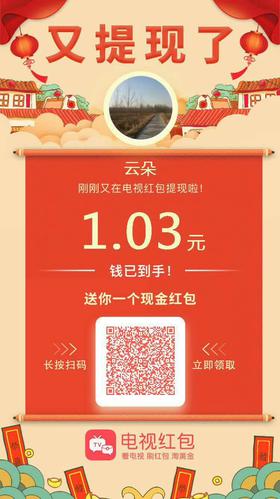 又提现了
云朵
刚刚又在电视红包提现啦！
1.03元
钱已到手！
送你一个现金红包
长按扫码
立即领取
TV
电视红包
看电视 刷红包 淘黄金